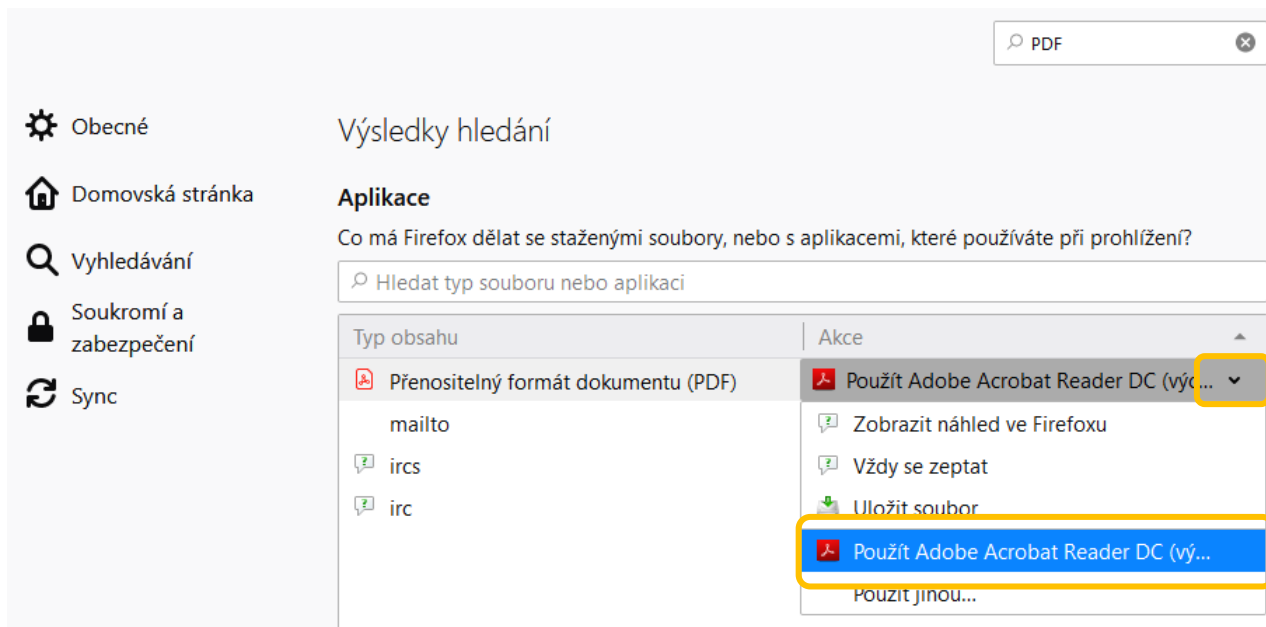 PDF
Obecné
Domovská stránka
Vyhledávání
Soukromí a
zabezpečení
Sync
Výsledky hledání
Aplikace
Co má Firefox dělat se staženými soubory, nebo s aplikacemi, které používáte při prohlížení?
Hledat typ souboru nebo aplikaci
Typ obsahu Akce
Přenositelný formát dokumentu (PDF) Použít Adobe Acrobat Reader DC (výc...
mailto Zobrazit náhled ve Firefoxu
ircs Vždy se zeptat
irc Uložit soubor
Použít Adobe Acrobat Reader DC (vý...
Použít jinou...